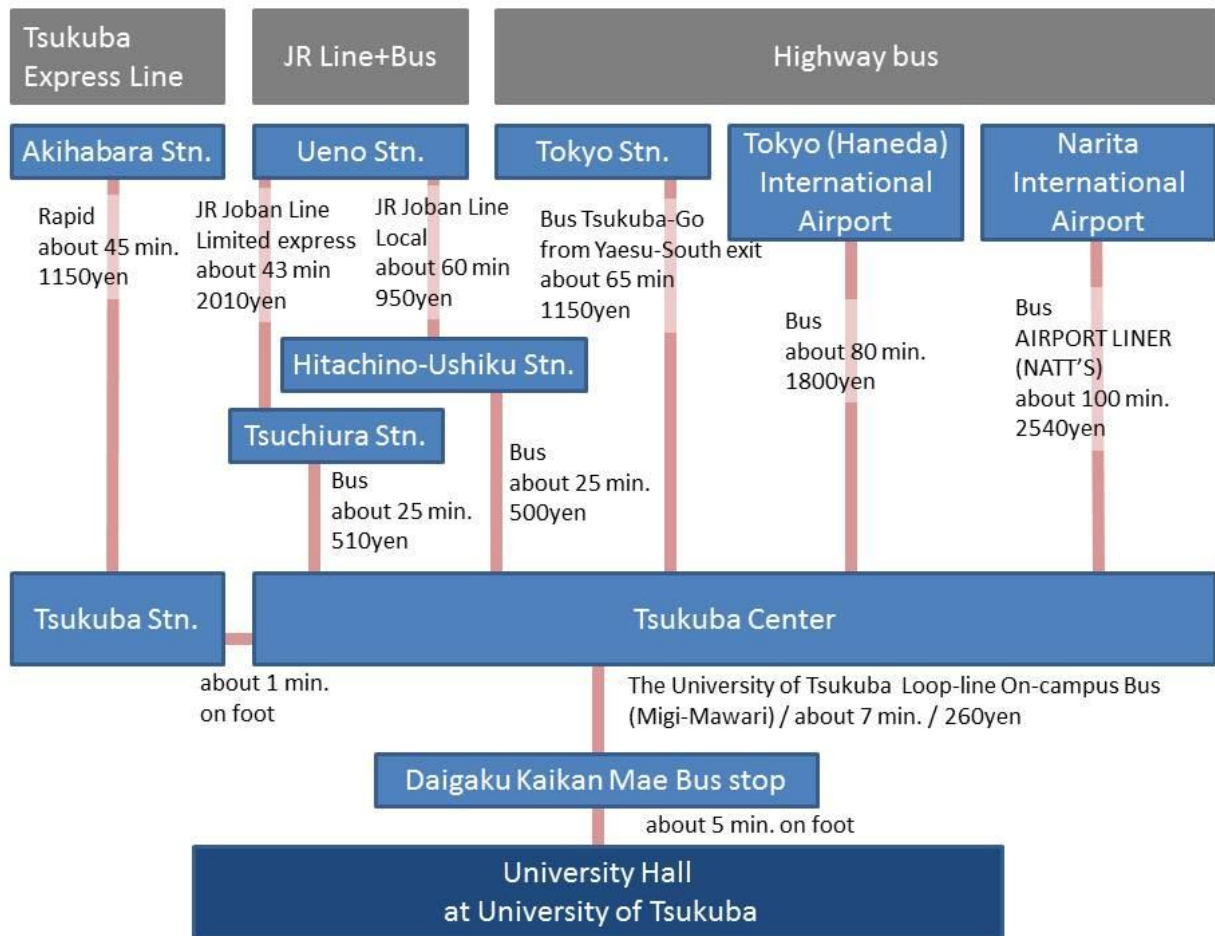 Tsukuba
Express Line
JR Line+Bus
Highway bus
Akihabara Stn.
Ueno Stn.
Tokyo Stn.
Tokyo (Haneda)
International
Airport
Narita
International
Airport
Rapid
about 45 min.
1150yen
JR Joban Line
Limited express
about 43 min
2010yen
JR Joban Line
Local
about 60 min
950yen
Bus Tsukuba-Go
from Yaesu-South exit
about 65 min
1150yen
Bus
about 80 min.
1800yen
Bus
AIRPORT LINER
(NATT'S)
about 100 min.
2540yen
Hitachino-Ushiku Stn.
Tsuchiura Stn.
Bus
about 25 min.
510yen
Bus
about 25 min.
500yen
Tsukuba Stn.
Tsukuba Center
about 1 min.
on foot
The University of Tsukuba Loop-line On-campus Bus
(Migi-Mawari) / about 7 min. / 260yen
Daigaku Kaikan Mae Bus stop
about 5 min. on foot
University Hall
at University of Tsukuba